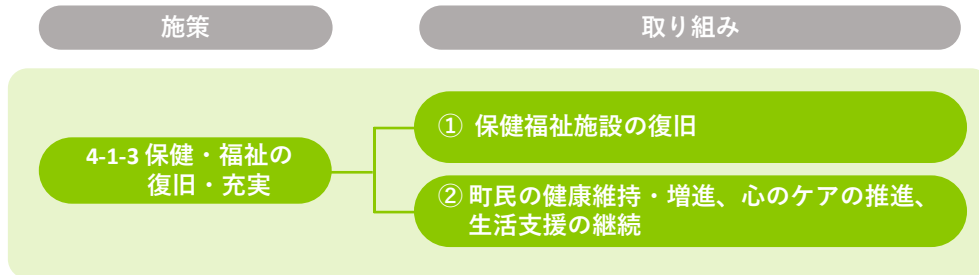 施策
取り組み
4-1-3 保健・福祉の
復旧・充実
① 保健福祉施設の復旧
② 町民の健康維持・増進、心のケアの推進、
生活支援の継続